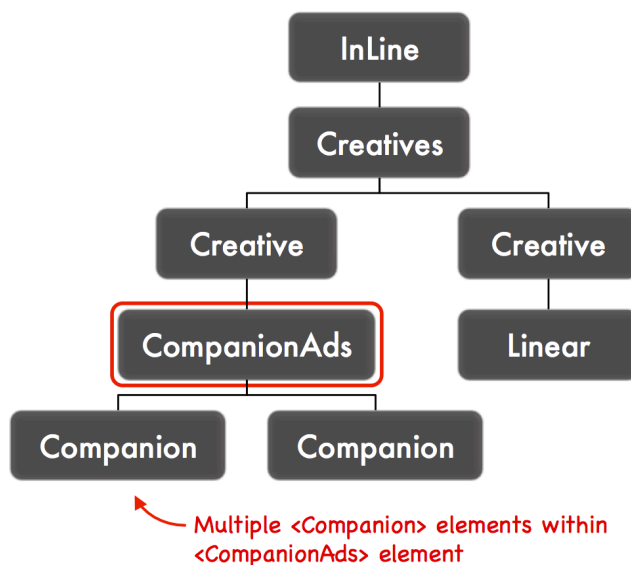 InLine
Creatives
Creative
Creative
CompanionAds
Linear
Companion
Companion
Multiple <Companion> elements within
<CompanionAds> element